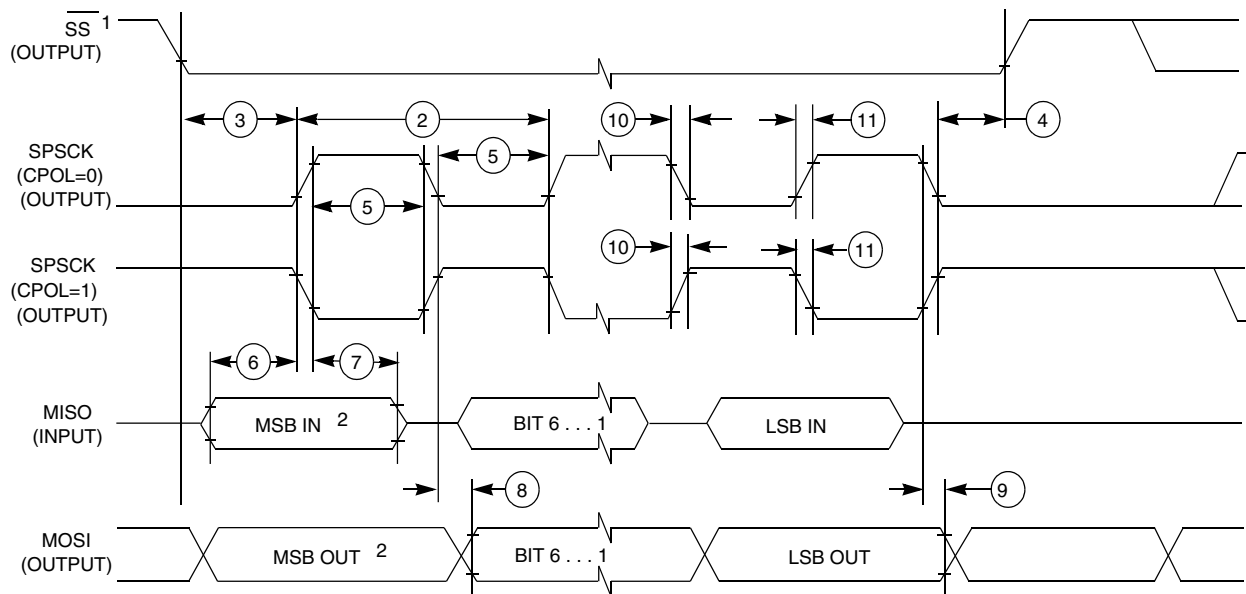 SS 1
(OUTPUT)
3
2
10
11
4
SPSCK
(CPOL=0)
(OUTPUT)
5
5
SPSCK
(CPOL=1)
(OUTPUT)
10
11
6
7
MISO
(INPUT)
MSB IN 2
BIT 6 . . . 1
LSB IN
8
9
MOSI
(OUTPUT)
MSB OUT 2
BIT 6 . . . 1
LSB OUT